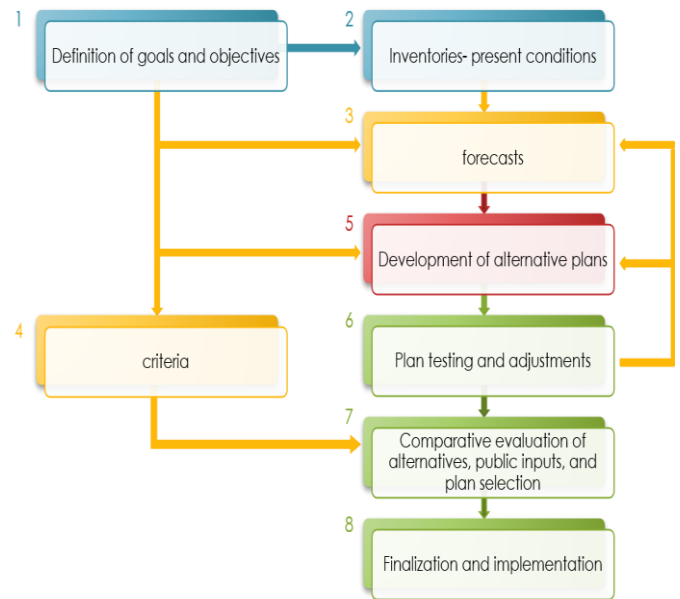 1
Definition of goals and objectives
2
Inventories- present conditions
3
forecasts
5
Development of alternative plans
4
criteria
6
Plan testing and adjustments
7
Comparative evaluation of
alternatives, public inputs, and
plan selection
8
Finalization and implementation